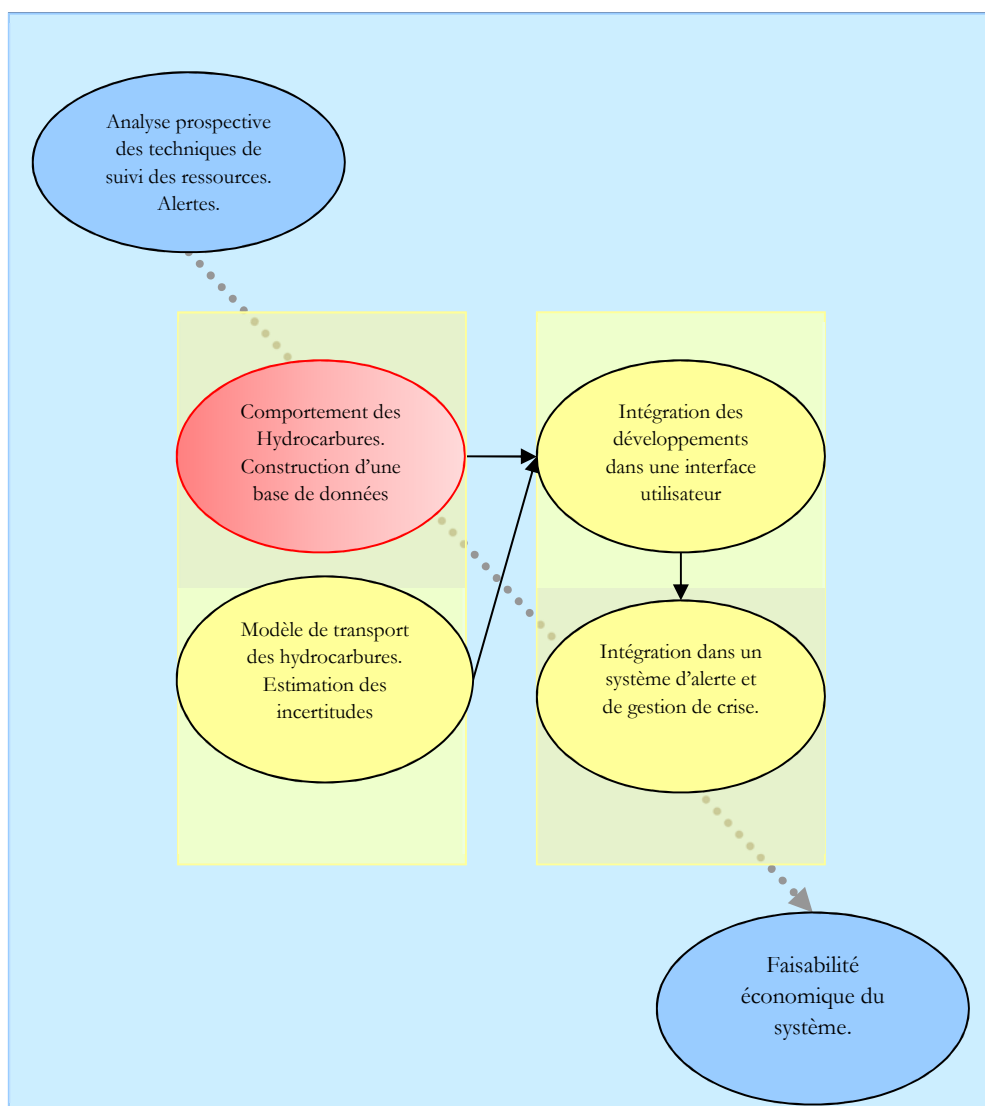 Analyse prospective
des techniques de
suivi des ressources.
Alertes.
Comportement des
Hydrocarbures.
Construction d'une
base de données
Intégration des
développements
dans une interface
utilisateur
Modèle de transport
des hydrocarbures.
Estimation des
incertitudes
Intégration dans un
système d'alerte et
de gestion de crise.
Faisabilité
économique du
système.